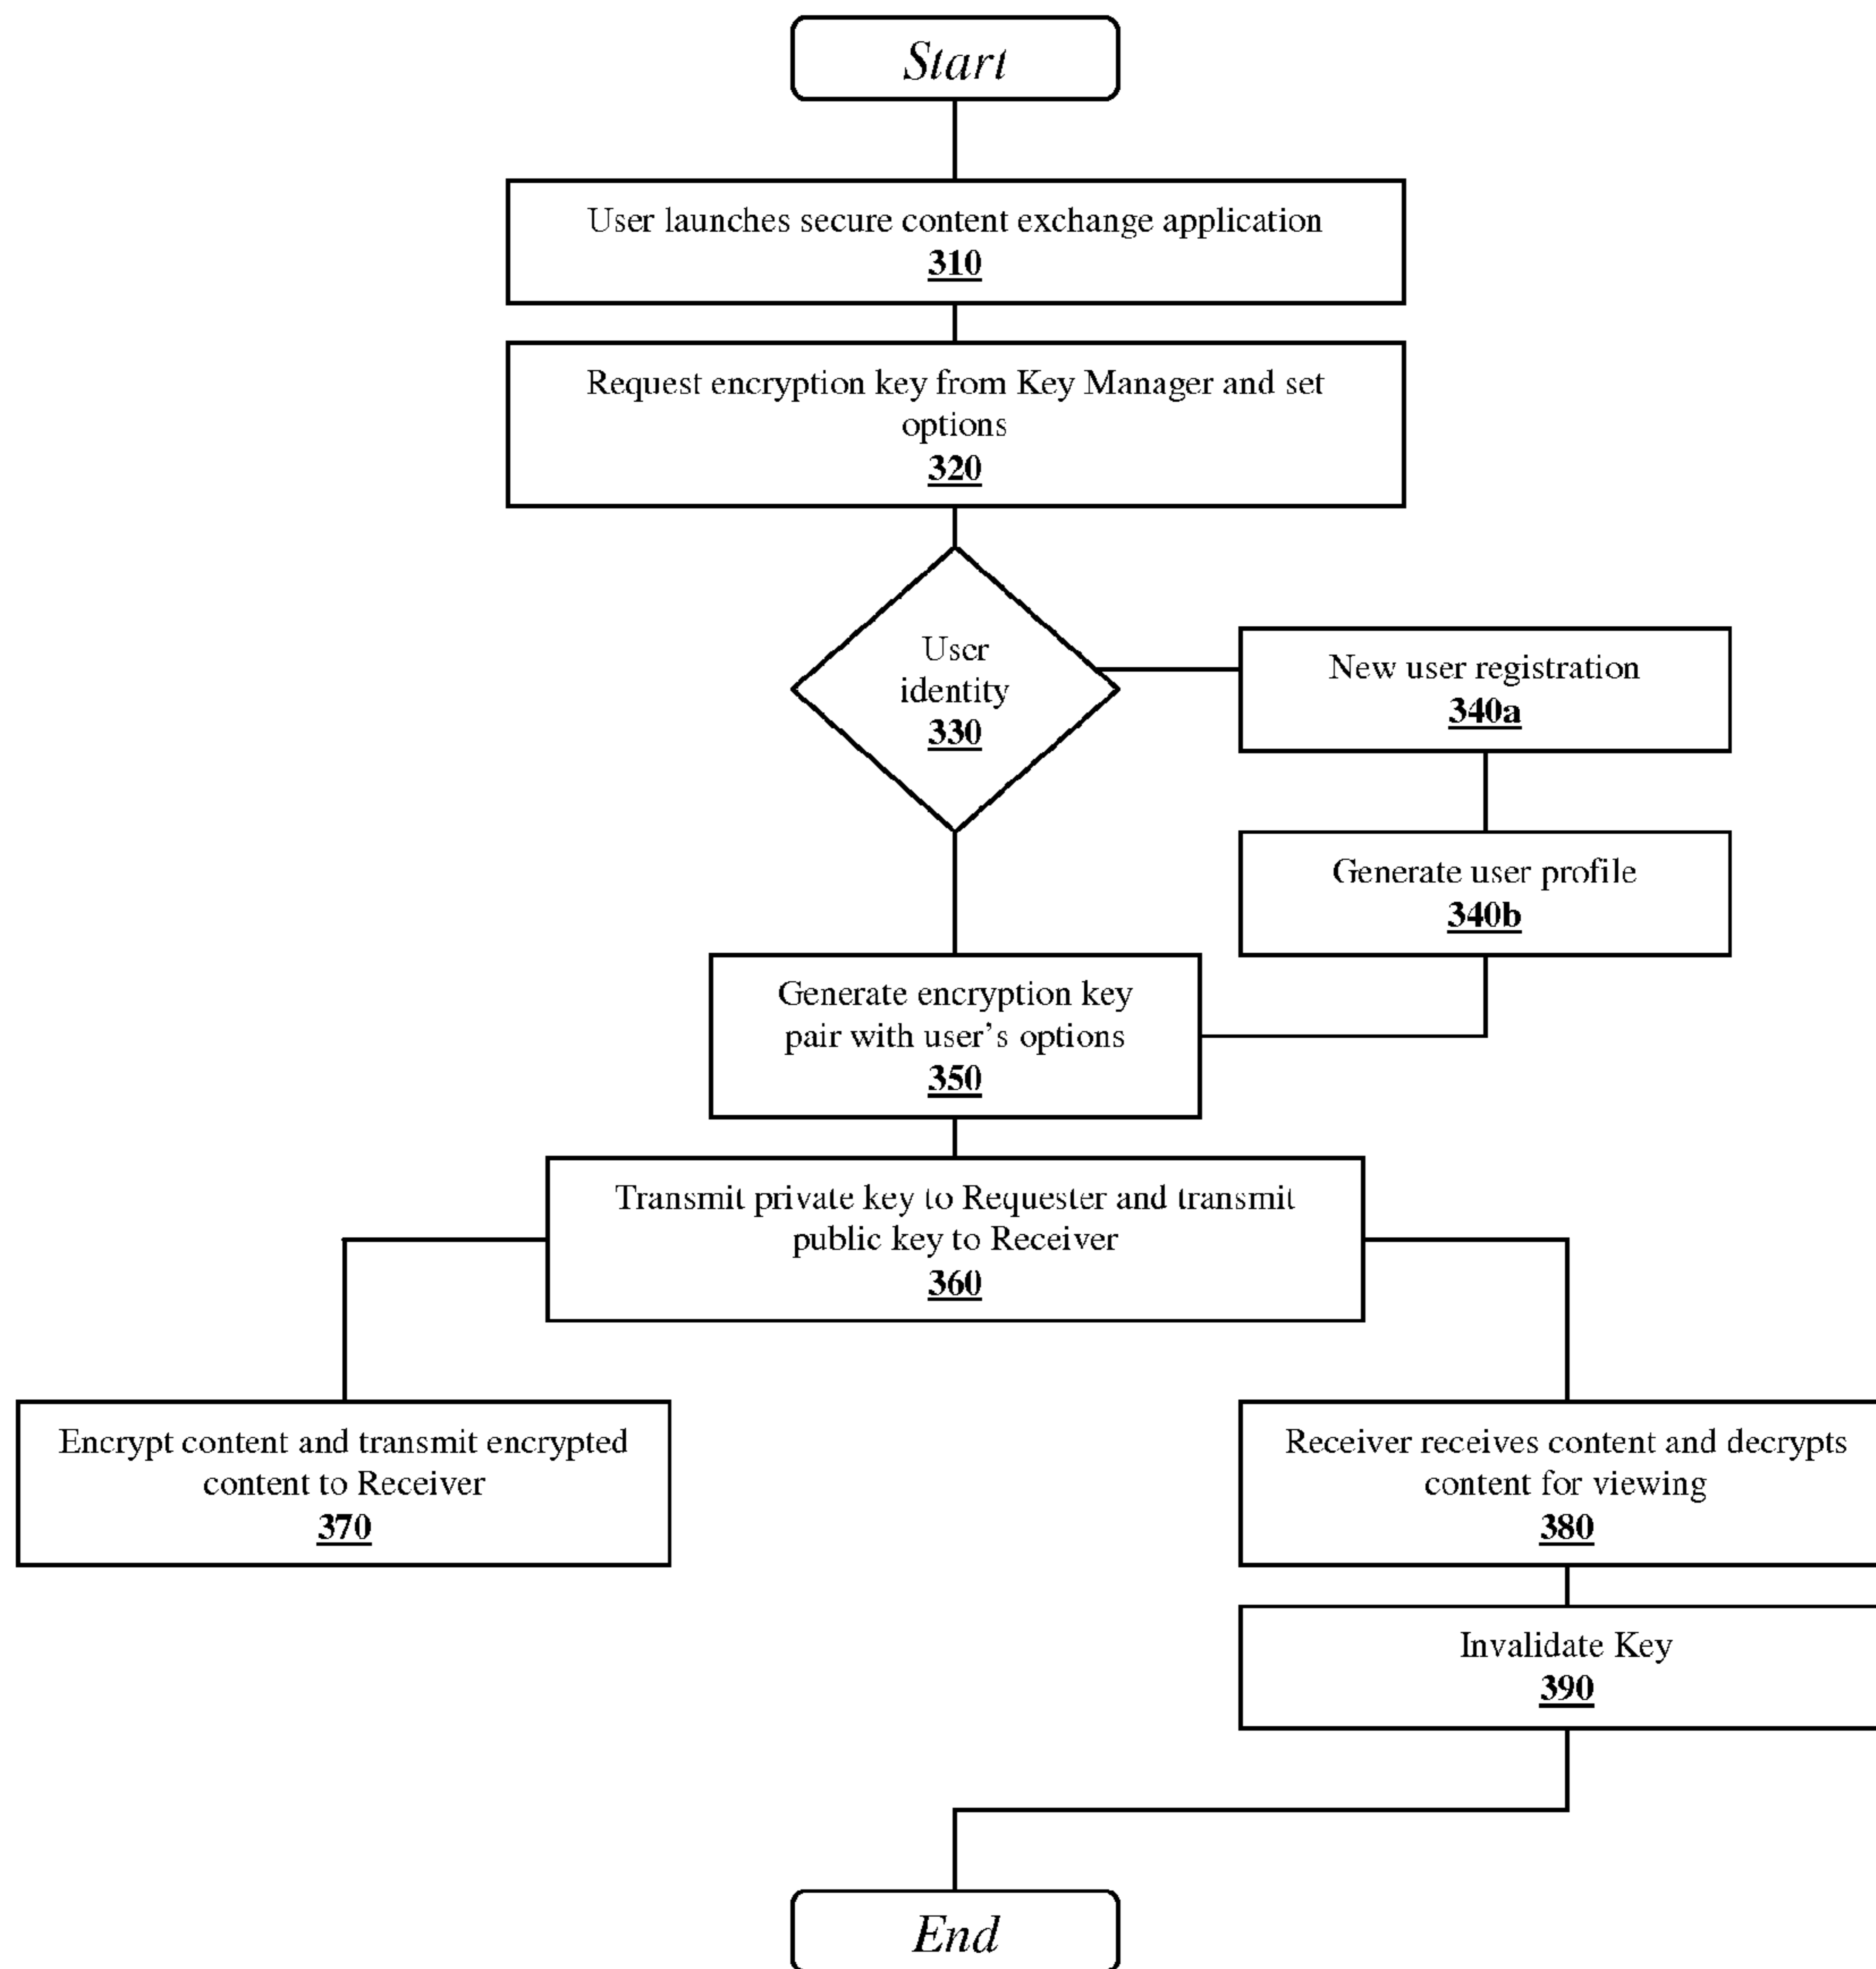 Start
User launches secure content exchange application
310
Request encryption key from Key Manager and set
options
320
User
identity
330
New user registration
340a
Generate user profile
340b
Generate encryption key
pair with user's options
350
Transmit private key to Requester and transmit
public key to Receiver
360
Encrypt content and transmit encrypted
content to Receiver
370
Receiver receives content and decrypts
content for viewing
380
Invalidate Key
390
End